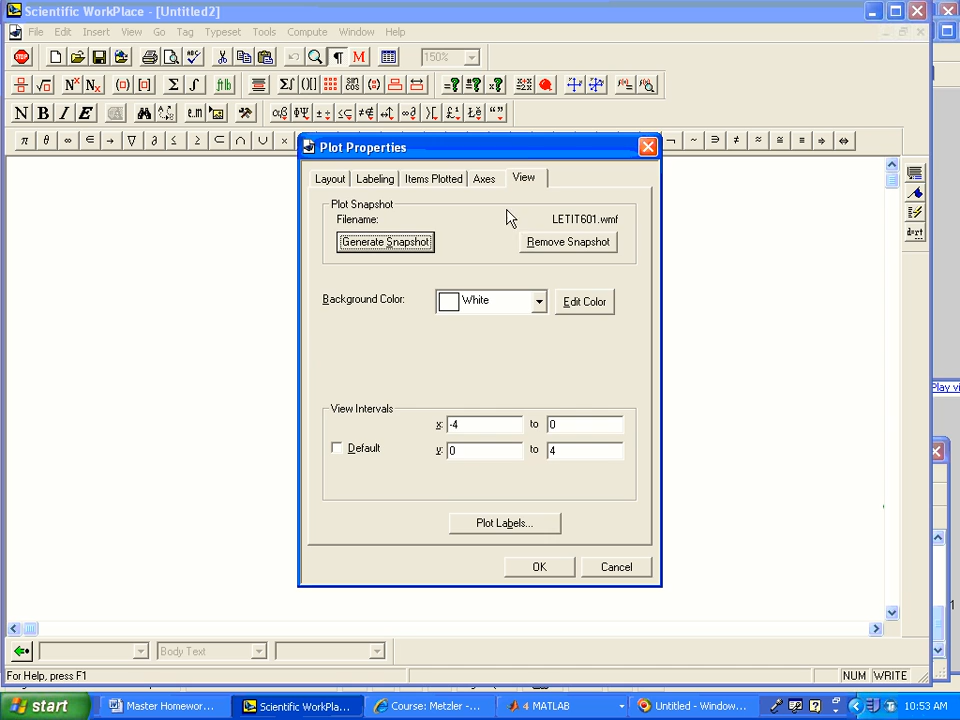 Scientific WorkPlace - [Untitled2]
File Edit Insert View Go Tag Typeset Tools Compute Window Help
STOP ¶ M 150%
N B I E
π θ ∞ ∈ → ∇ ∂ ≤ ≥ ⊂ ∩ ∪ × ¬ ~ ⊇ ≠ ≈ ≅ ≡ ⇒ ⇔
Plot Properties
Layout Labeling Items Plotted Axes View
Plot Snapshot
Filename: LETIT601.wmf
Generate Snapshot Remove Snapshot
Background Color: White Edit Color
View Intervals
x: -4 to 0
Default y: 0 to 4
Plot Labels...
OK Cancel
Play vi
Body Text
For Help, press F1 NUM WRITE
start Master Homewor... Scientific WorkPla... Course: Metzler -... 4 MATLAB Untitled - Window... 10:53 AM